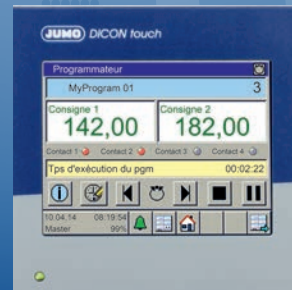 JUMO DICON touch
Programmateur
MyProgram 01 3
Consigne 1 Consigne 2
142,00 182,00
Contact 1 Contact 2 Contact 3 Contact 4
Tps d'exécution du pgm 00:02:22
10.04.14 08:19:54
Master 99%